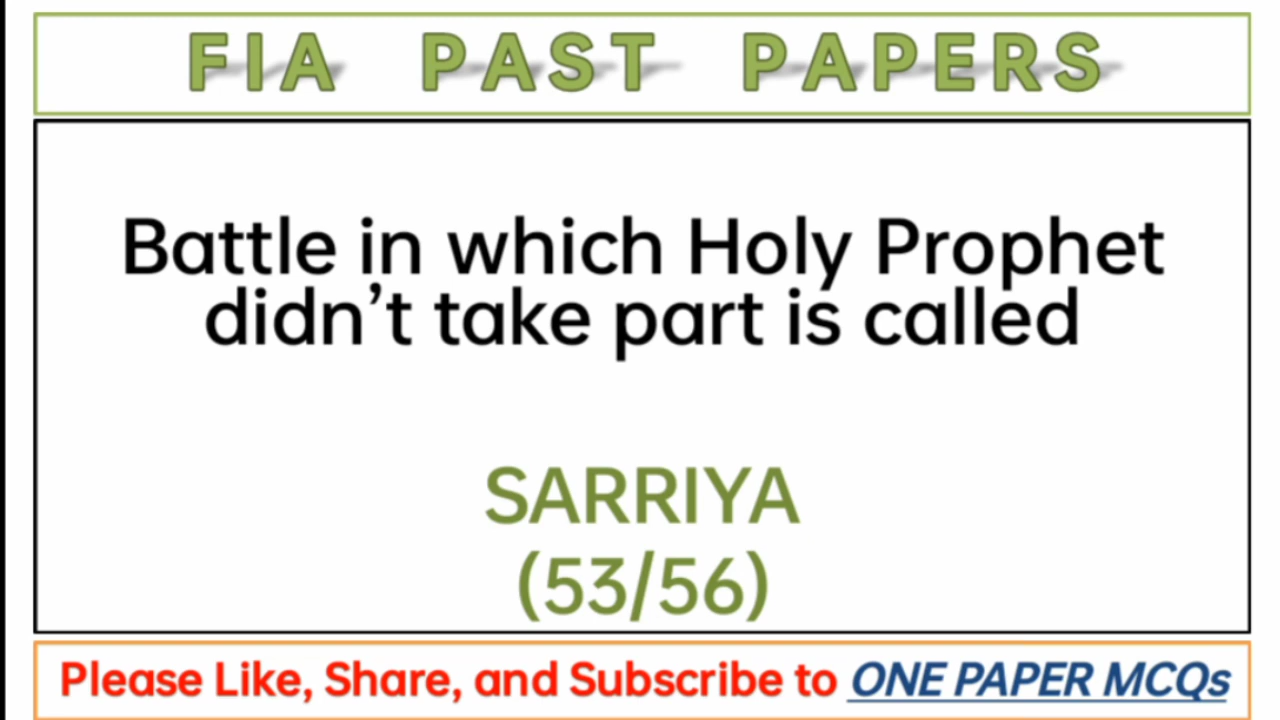 FIA PAST PAPERS
Battle in which Holy Prophet
didn’t take part is called
SARRIYA
(53/56)
Please Like, Share, and Subscribe to ONE PAPER MCQs